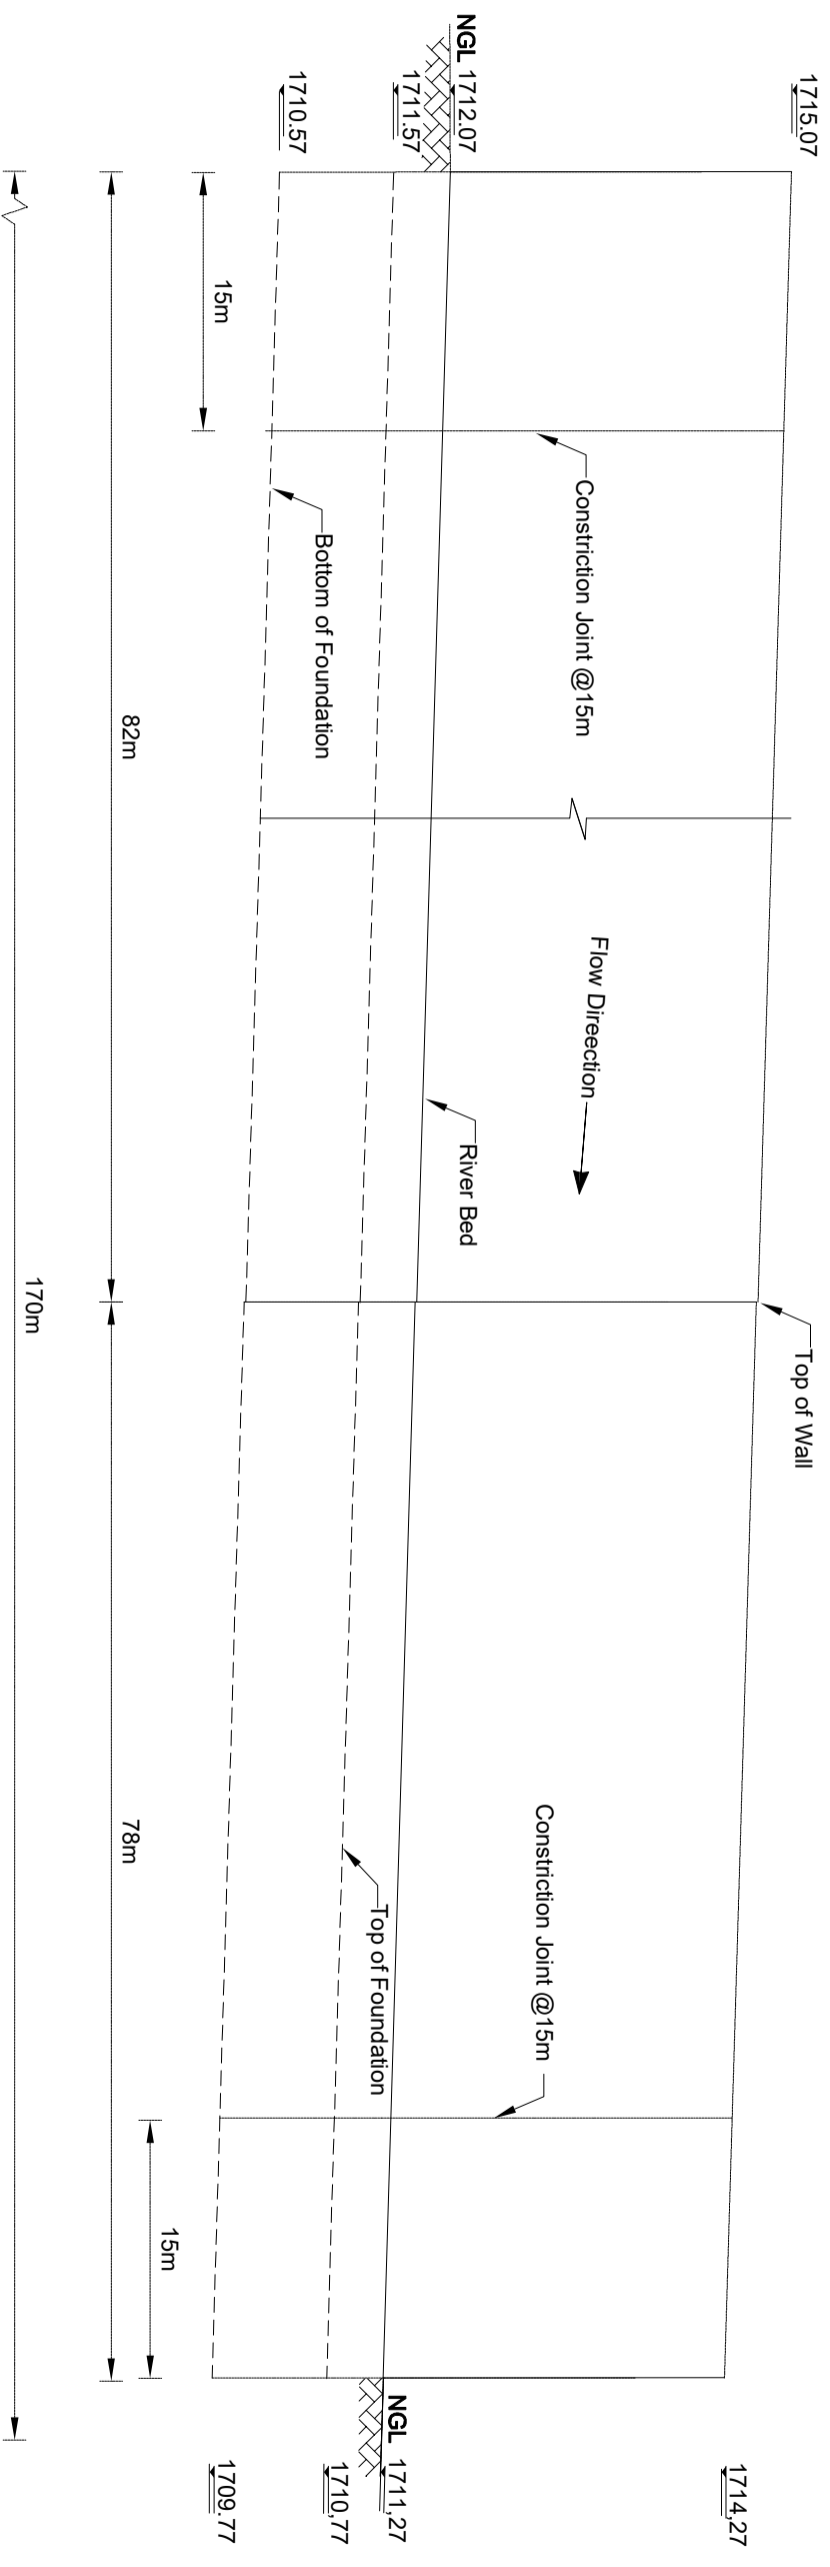 1715.07
NGL 1712.07
1711.57
1710.57
15m
Constriction Joint @15m
Bottom of Foundation
82m
Flow Direection
River Bed
Top of Wall
170m
78m
Constriction Joint @15m
Top of Foundation
15m
1714,27
NGL 1711,27
1710,77
1709.77